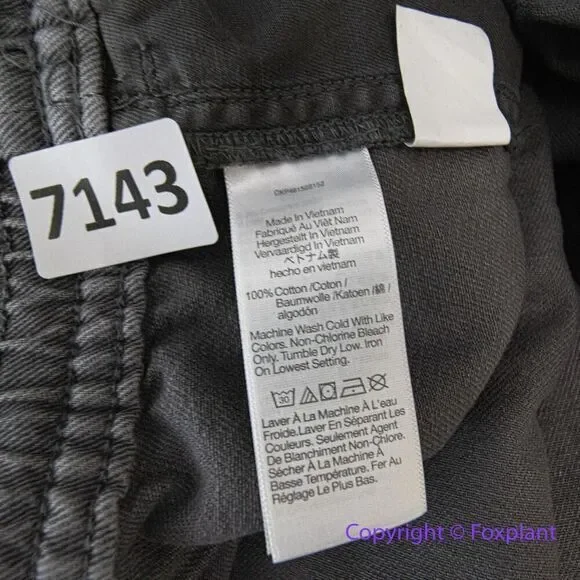 7143
Made In Vietnam
Fabriqué Au Viêt Nam
Hergestellt In Vietnam
Vervaardigd In Vietnam
ベトナム製
hecho en vietnam
100% Cotton /Coton /
Baumwolle /Katoen /綿/
algodón
Machine Wash Cold With Like
Colors. Non-Chlorine Bleach
Only. Tumble Dry Low. Iron
On Lowest Setting.
30
Laver À La Machine À L'eau
Froide.Laver En Séparant Les
Couleurs. Seulement Agent
De Blanchiment Non-Chlor.
Sécher À La Machine À
Basse Température. Fer Au
Réglage Le Plus Bas.
Copyright © Foxplant